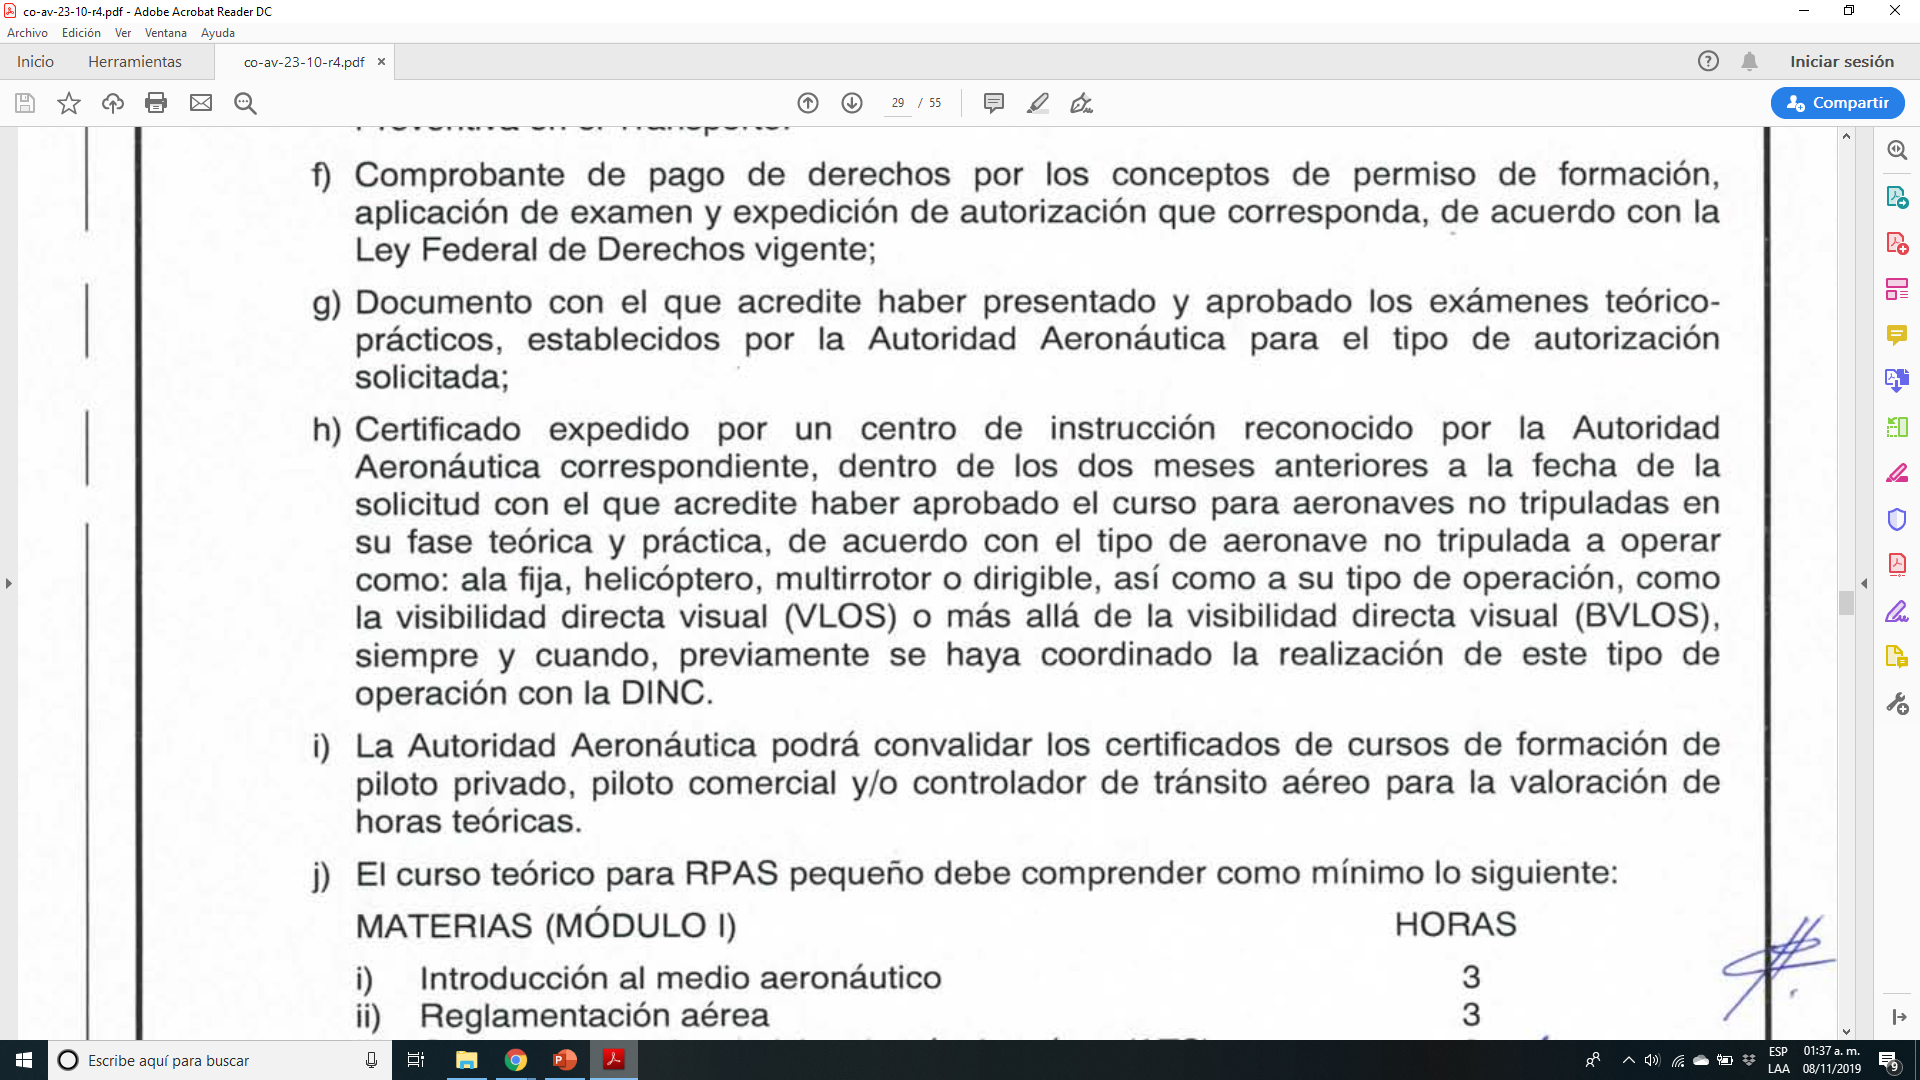 co-av-23-10-r4.pdf - Adobe Acrobat Reader DC
Archivo Edición Ver Ventana Ayuda
Inicio Herramientas co-av-23-10-r4.pdf × Iniciar sesión
29 / 55 Compartir
Preventiva en el Transporte.
f) Comprobante de pago de derechos por los conceptos de permiso de formación,
aplicación de examen y expedición de autorización que corresponda, de acuerdo con la
Ley Federal de Derechos vigente;
g) Documento con el que acredite haber presentado y aprobado los exámenes teórico-
prácticos, establecidos por la Autoridad Aeronáutica para el tipo de autorización
solicitada;
h) Certificado expedido por un centro de instrucción reconocido por la Autoridad
Aeronáutica correspondiente, dentro de los dos meses anteriores a la fecha de la
solicitud con el que acredite haber aprobado el curso para aeronaves no tripuladas en
su fase teórica y práctica, de acuerdo con el tipo de aeronave no tripulada a operar
como: ala fija, helicóptero, multirrotor o dirigible, así como a su tipo de operación, como
la visibilidad directa visual (VLOS) o más allá de la visibilidad directa visual (BVLOS),
siempre y cuando, previamente se haya coordinado la realización de este tipo de
operación con la DINC.
i) La Autoridad Aeronáutica podrá convalidar los certificados de cursos de formación de
piloto privado, piloto comercial y/o controlador de tránsito aéreo para la valoración de
horas teóricas.
j) El curso teórico para RPAS pequeño debe comprender como mínimo lo siguiente:
MATERIAS (MÓDULO I) HORAS
i) Introducción al medio aeronáutico 3
ii) Reglamentación aérea 3
Escribe aquí para buscar
ESP 01:37 a. m.
LAA 08/11/2019 9